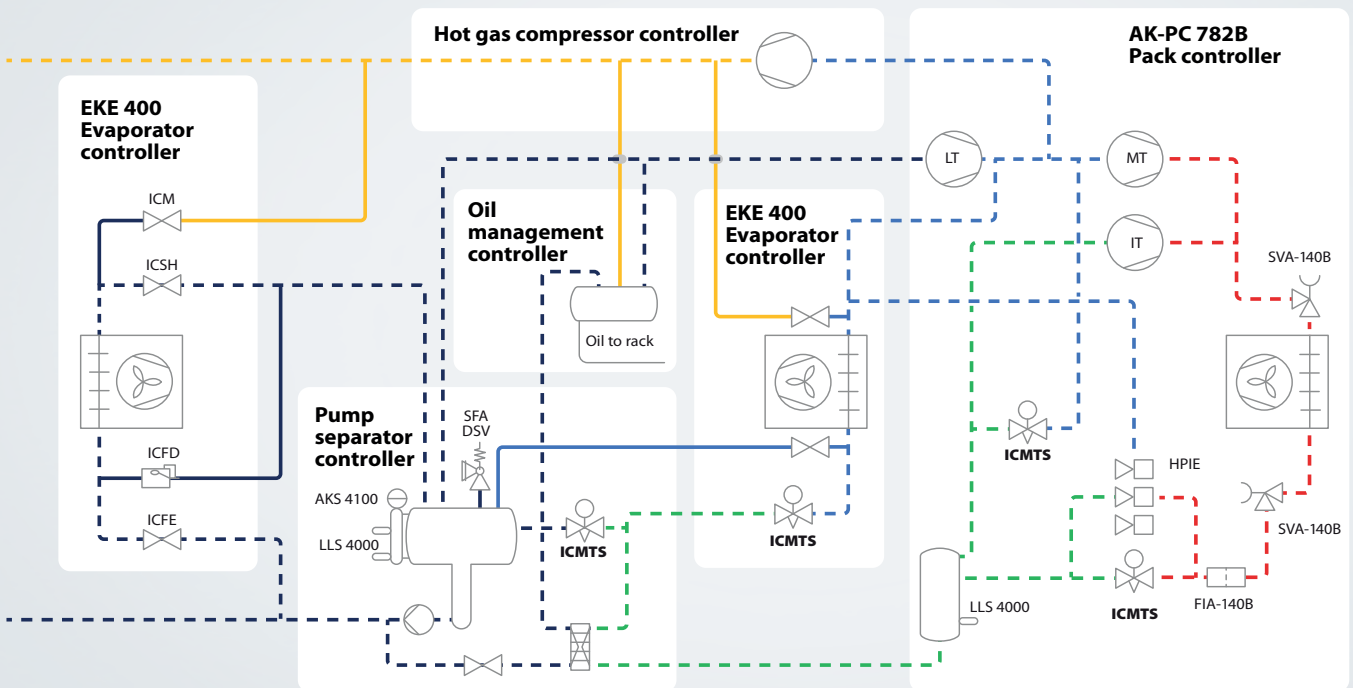 Hot gas compressor controller
AK-PC 782B
Pack controller
EKE 400
Evaporator
controller
ICM
ICSH
ICFD
ICFE
Oil
management
controller
Oil to rack
EKE 400
Evaporator
controller
LT
MT
IT
SVA-140B
Pump
separator
controller
SFA
DSV
AKS 4100
LLS 4000
ICMTS
ICMTS
ICMTS
HPIE
SVA-140B
LLS 4000
ICMTS
FIA-140B